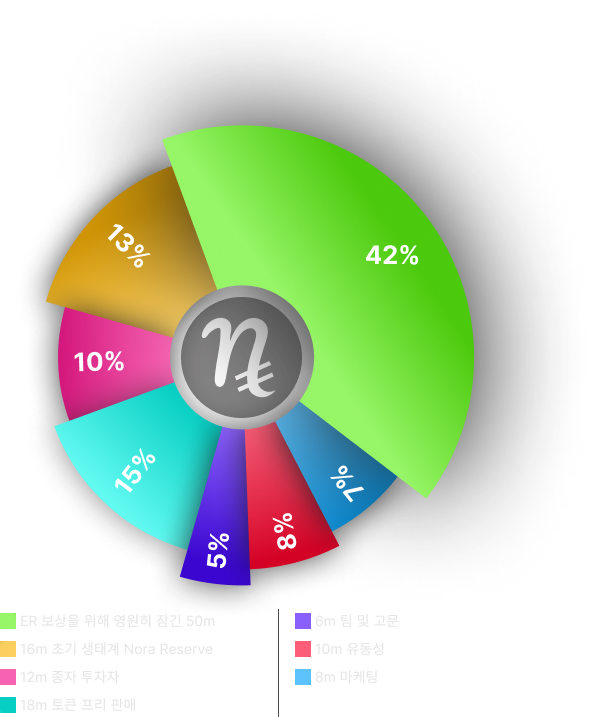 42%
13%
10%
15%
5%
8%
7%
ER 보상을 위해 영원히 잠긴 50m
16m 초기 생태계 Nora Reserve
12m 종자 투자자
18m 토큰 프리 판매
6m 팀 및 고문
10m 유동성
8m 마케팅